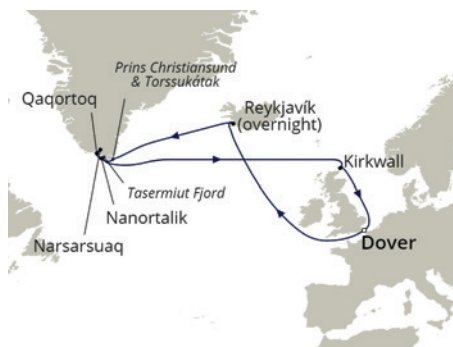 Prins Christiansund
& Torssukátak
Qaqortoq
Reykjavík
(overnight)
Kirkwall
Tasermiut Fjord
Nanortalik
Narsarsuaq
Dover